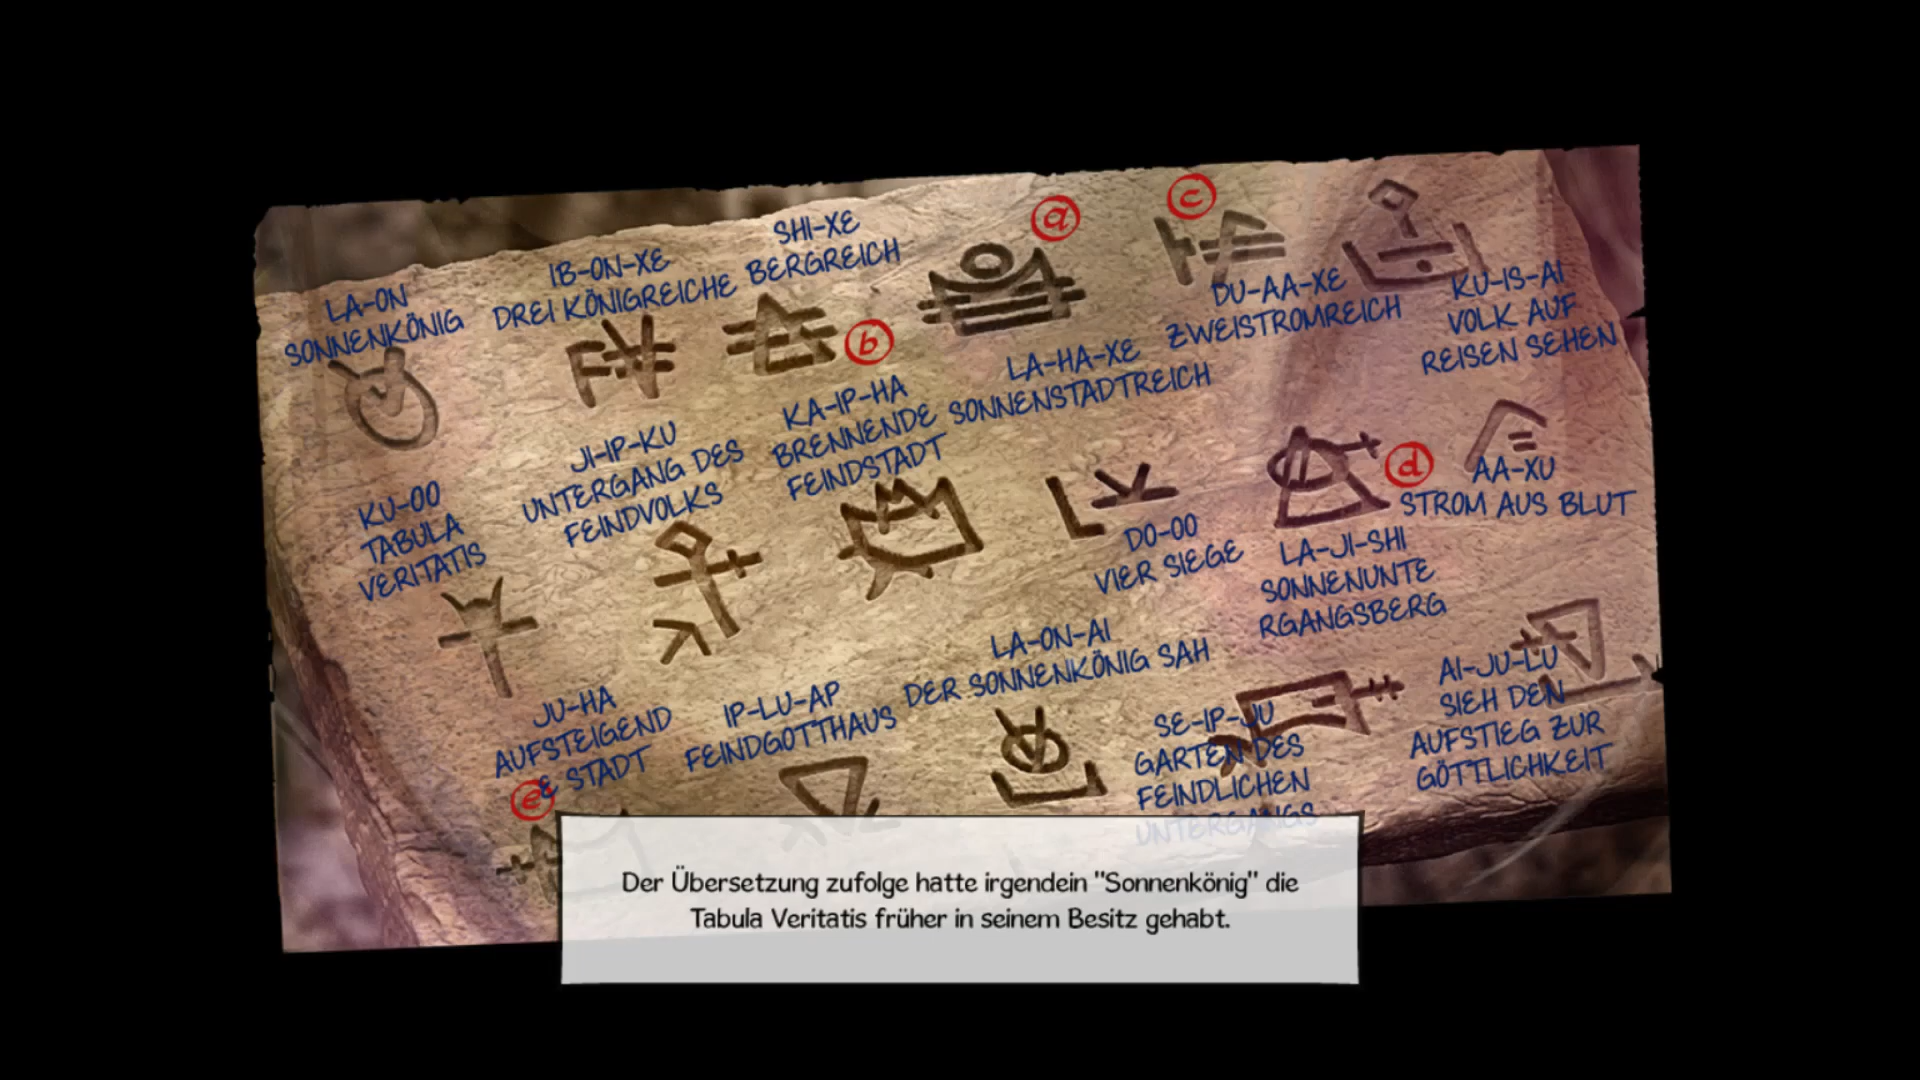 LA-ON
SONNENKÖNIG
IB-ON-XE
DREI KÖNIGREICHE
SHI-XE
BERGREICH
a
c
DU-AA-XE
ZWEISTROMREICH
KU-IS-AI
VOLK AUF
REISEN SEHEN
b
LA-HA-XE
SONNENSTADTREICH
KU-OO
TABULA
VERITATIS
JI-IP-KU
UNTERGANG DES
FEINDVOLKS
KA-IP-HA
BRENNENDE
FEINDSTADT
DO-OO
VIER SIEGE
LA-JI-SHI
SONNENUNTE
RGANGSBERG
d
AA-XU
STROM AUS BLUT
JU-HA
AUFSTEIGEND
E STADT
e
IP-LU-AP
FEINDGOTTHAUS
LA-ON-AI
DER SONNENKÖNIG SAH
SE-IP-JU
GARTEN DES
FEINDLICHEN
UNTERGANGS
AI-JU-LU
SIEH DEN
AUFSTIEG ZUR
GÖTTLICHKEIT
Der Übersetzung zufolge hatte irgendein "Sonnenkönig" die
Tabula Veritatis früher in seinem Besitz gehabt.